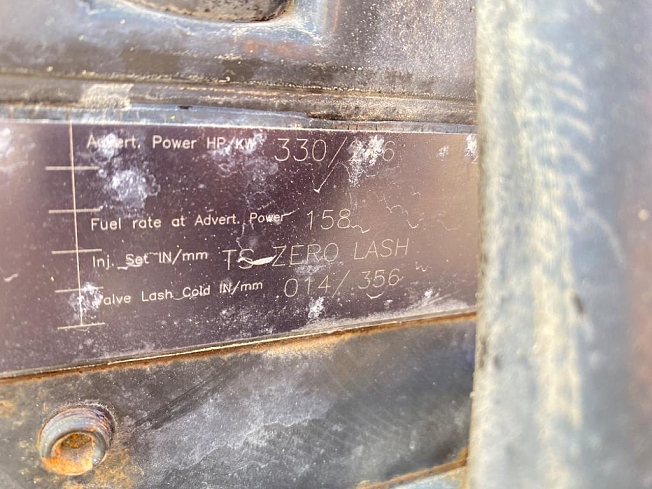 Advert. Power HP/KW 330/246
Fuel rate at Advert. Power 158
Inj. Set IN/mm TS ZERO LASH
Valve Lash Cold IN/mm .014/.356